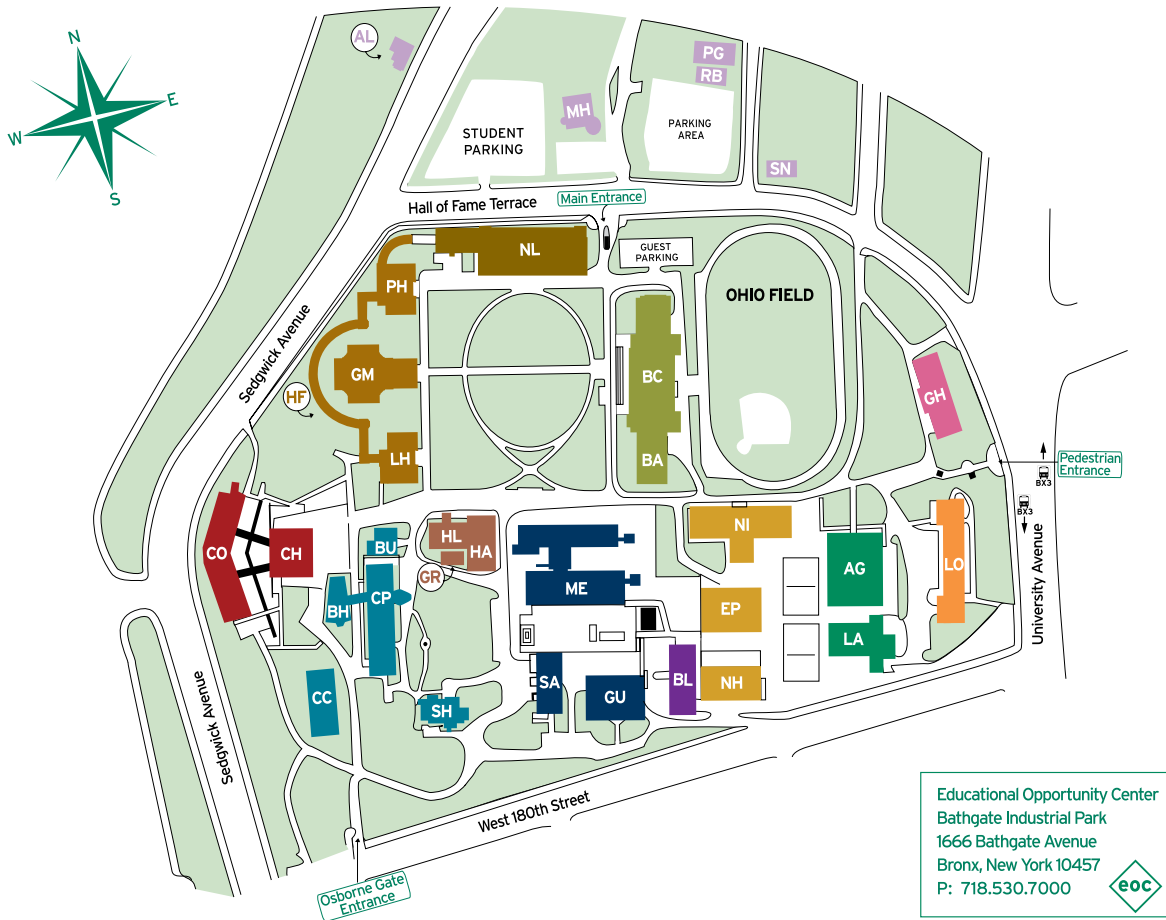 N
E
W
S
AL
PG
RB
MH
STUDENT
PARKING
PARKING
AREA
SN
Main Entrance
Hall of Fame Terrace
NL
GUEST
PARKING
PH
OHIO FIELD
Sedgwick Avenue
GM
BC
HF
GH
LH
BA
Pedestrian
Entrance
BX3
BX3
CO
CH
BU
HL
HA
GR
NI
AG
LO
BH
CP
ME
EP
LA
University Avenue
CC
SH
SA
GU
BL
NH
Sedgwick Avenue
West 180th Street
Osborne Gate
Entrance
Educational Opportunity Center
Bathgate Industrial Park
1666 Bathgate Avenue
Bronx, New York 10457
P: 718.530.7000
eoc